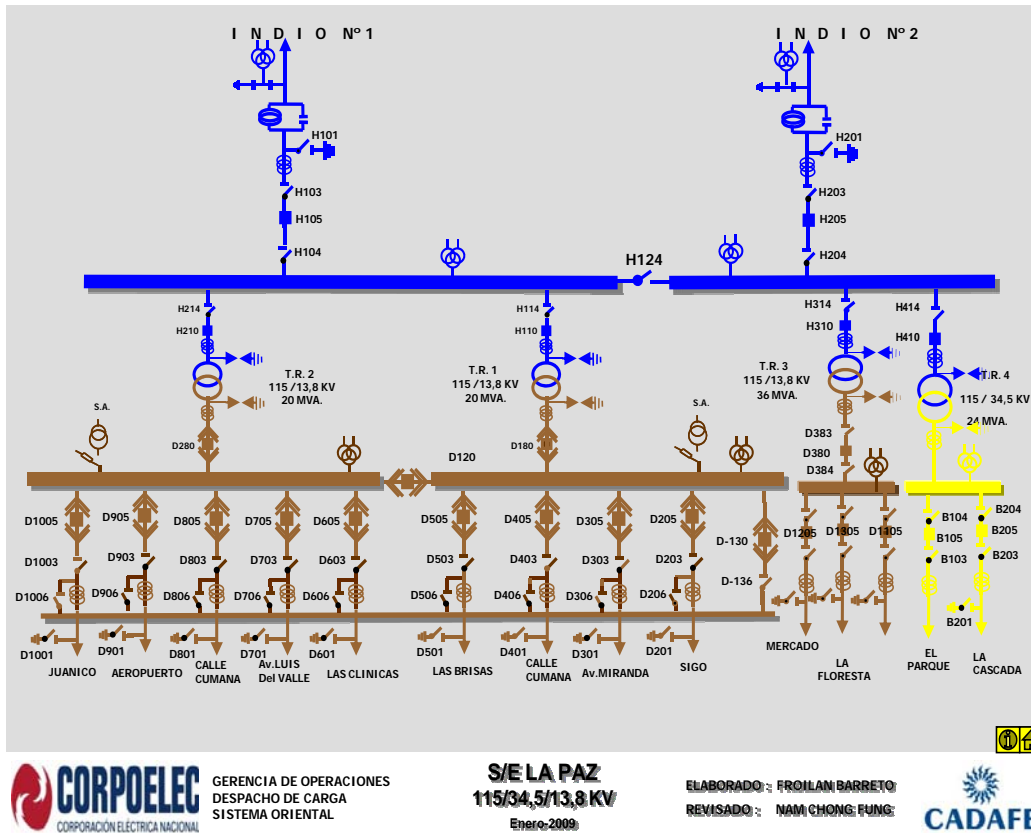 I N D I O Nº 1
I N D I O Nº 2
H101
H201
H103
H203
H105
H205
H104
H204
H124
H214
H114
H314
H414
H210
H110
H310
H410
T.R. 2
115 /13,8 KV
20 MVA.
T.R. 1
115 /13,8 KV
20 MVA.
T.R. 3
115 /13,8 KV
36 MVA.
T.R. 4
115 / 34,5 KV
24 MVA.
S.A.
S.A.
D280
D180
D383
D380
D384
D120
D1005
D905
D805
D705
D605
D505
D405
D305
D205
D-130
D1205
D1305
D1105
B104
B204
B105
B205
B103
B203
D1003
D903
D803
D703
D603
D503
D403
D303
D203
D-136
D1006
D906
D806
D706
D606
D506
D406
D306
D206
B201
D1001
D901
D801
D701
D601
D501
D401
D301
D201
JUANICO
AEROPUERTO
CALLE
CUMANA
Av.LUIS
Del VALLE
LAS CLINICAS
LAS BRISAS
CALLE
CUMANA
Av.MIRANDA
SIGO
MERCADO
LA
FLORESTA
EL
PARQUE
LA
CASCADA
CORPOELEC
CORPORACIÓN ELÉCTRICA NACIONAL
GERENCIA DE OPERACIONES
DESPACHO DE CARGA
SISTEMA ORIENTAL
S/E LA PAZ
115/34,5/13,8 KV
Enero-2009
ELABORADO : FROILAN BARRETO
REVISADO : NAM CHONG FUNG
CADAFE